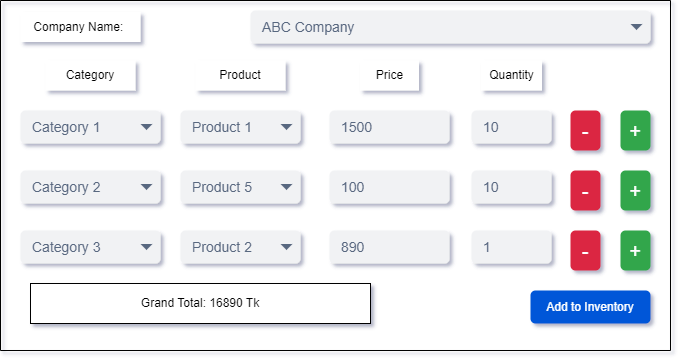 Company Name: ABC Company
Category Product Price Quantity
Category 1 Product 1 1500 10 - +
Category 2 Product 5 100 10 - +
Category 3 Product 2 890 1 - +
Grand Total: 16890 Tk Add to Inventory